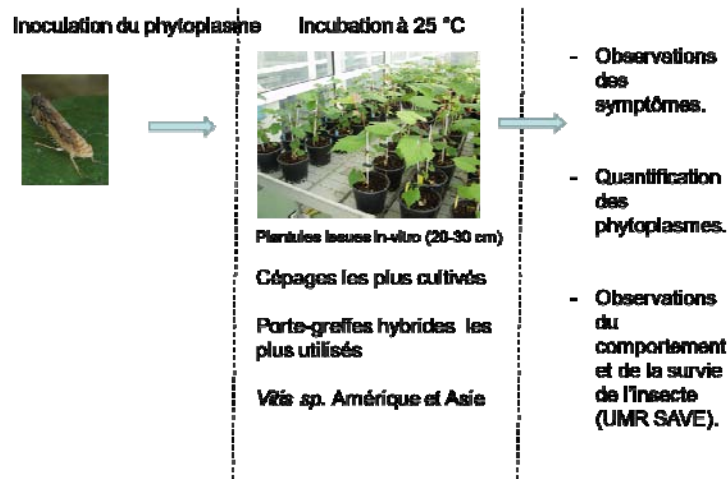 Inoculation du phytoplasme
Incubation à 25 °C
Plantules issues in-vitro (20-30 cm)
Cépages les plus cultivés
Porte-greffes hybrides les
plus utilisés
Vitis sp. Amérique et Asie
- Observations
des
symptômes.
- Quantification
des
phytoplasmes.
- Observations
du
comportement
et de la survie
de l'insecte
(UMR SAVE).